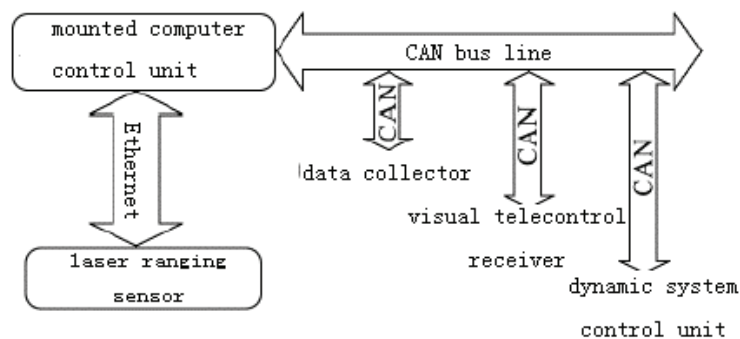 mounted computer
control unit
CAN bus line
Ethernet
CAN
CAN
CAN
data collector
visual telecontrol
receiver
laser ranging
sensor
dynamic system
control unit